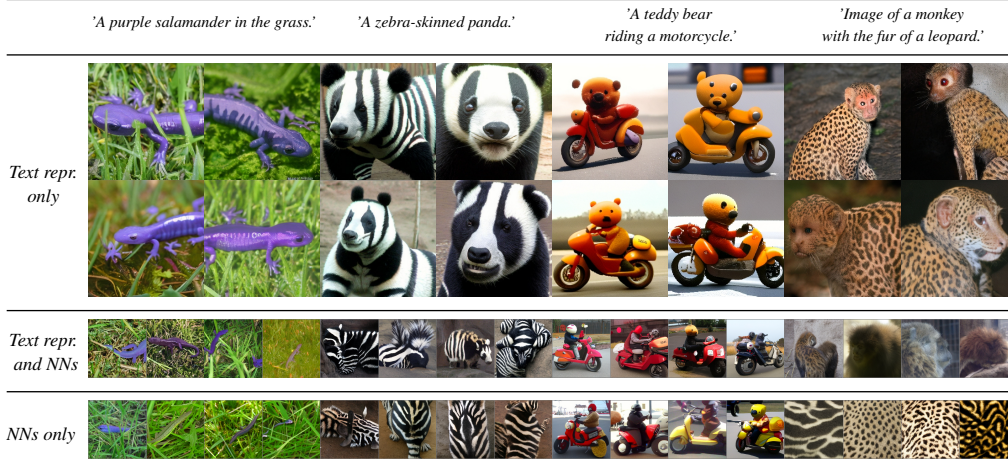 'A purple salamander in the grass.'
'A zebra-skinned panda.'
'A teddy bear
riding a motorcycle.'
'Image of a monkey
with the fur of a leopard.'
Text repr.
only
Text repr.
and NNs
NNs only